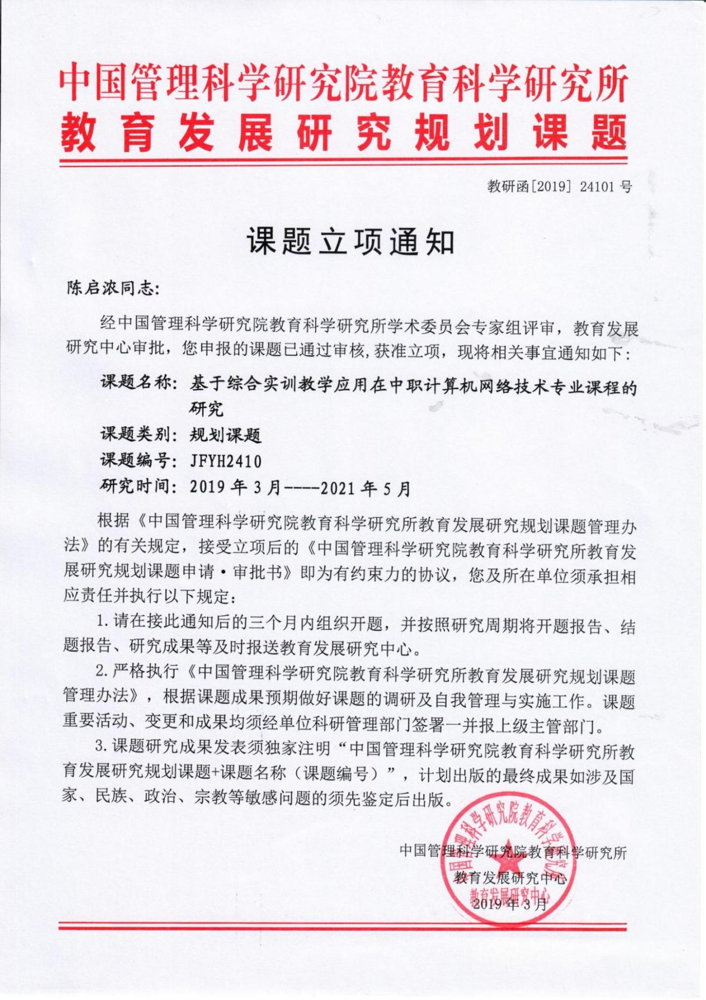 中国管理科学研究院教育科学研究所
教育发展研究规划课题
教研函[2019] 24101 号
课题立项通知
陈启浓同志:
经中国管理科学研究院教育科学研究所学术委员会专家组评审，教育发展
研究中心审批，您申报的课题已通过审核,获准立项，现将相关事宜通知如下:
课题名称: 基于综合实训教学应用在中职计算机网络技术专业课程的
研究
课题类别: 规划课题
课题编号: JFYH2410
研究时间: 2019 年 3 月----2021 年 5 月
根据《中国管理科学研究院教育科学研究所教育发展研究规划课题管理办
法》的有关规定，接受立项后的《中国管理科学研究院教育科学研究所教育发
展研究规划课题申请·审批书》即为有约束力的协议，您及所在单位须承担相
应责任并执行以下规定:
1.请在接此通知后的三个月内组织开题，并按照研究周期将开题报告、结
题报告、研究成果等及时报送教育发展研究中心。
2.严格执行《中国管理科学研究院教育科学研究所教育发展研究规划课题
管理办法》，根据课题成果预期做好课题的调研及自我管理与实施工作。课题
重要活动、变更和成果均须经单位科研管理部门签署一并报上级主管部门。
3.课题研究成果发表须独家注明“中国管理科学研究院教育科学研究所教
育发展研究规划课题+课题名称（课题编号）”，计划出版的最终成果如涉及国
家、民族、政治、宗教等敏感问题的须先鉴定后出版。
中国管理科学研究院教育科学研究所
教育发展研究中心
2019 年 3 月
中国管理科学研究院教育科学研究所
教育发展研究中心